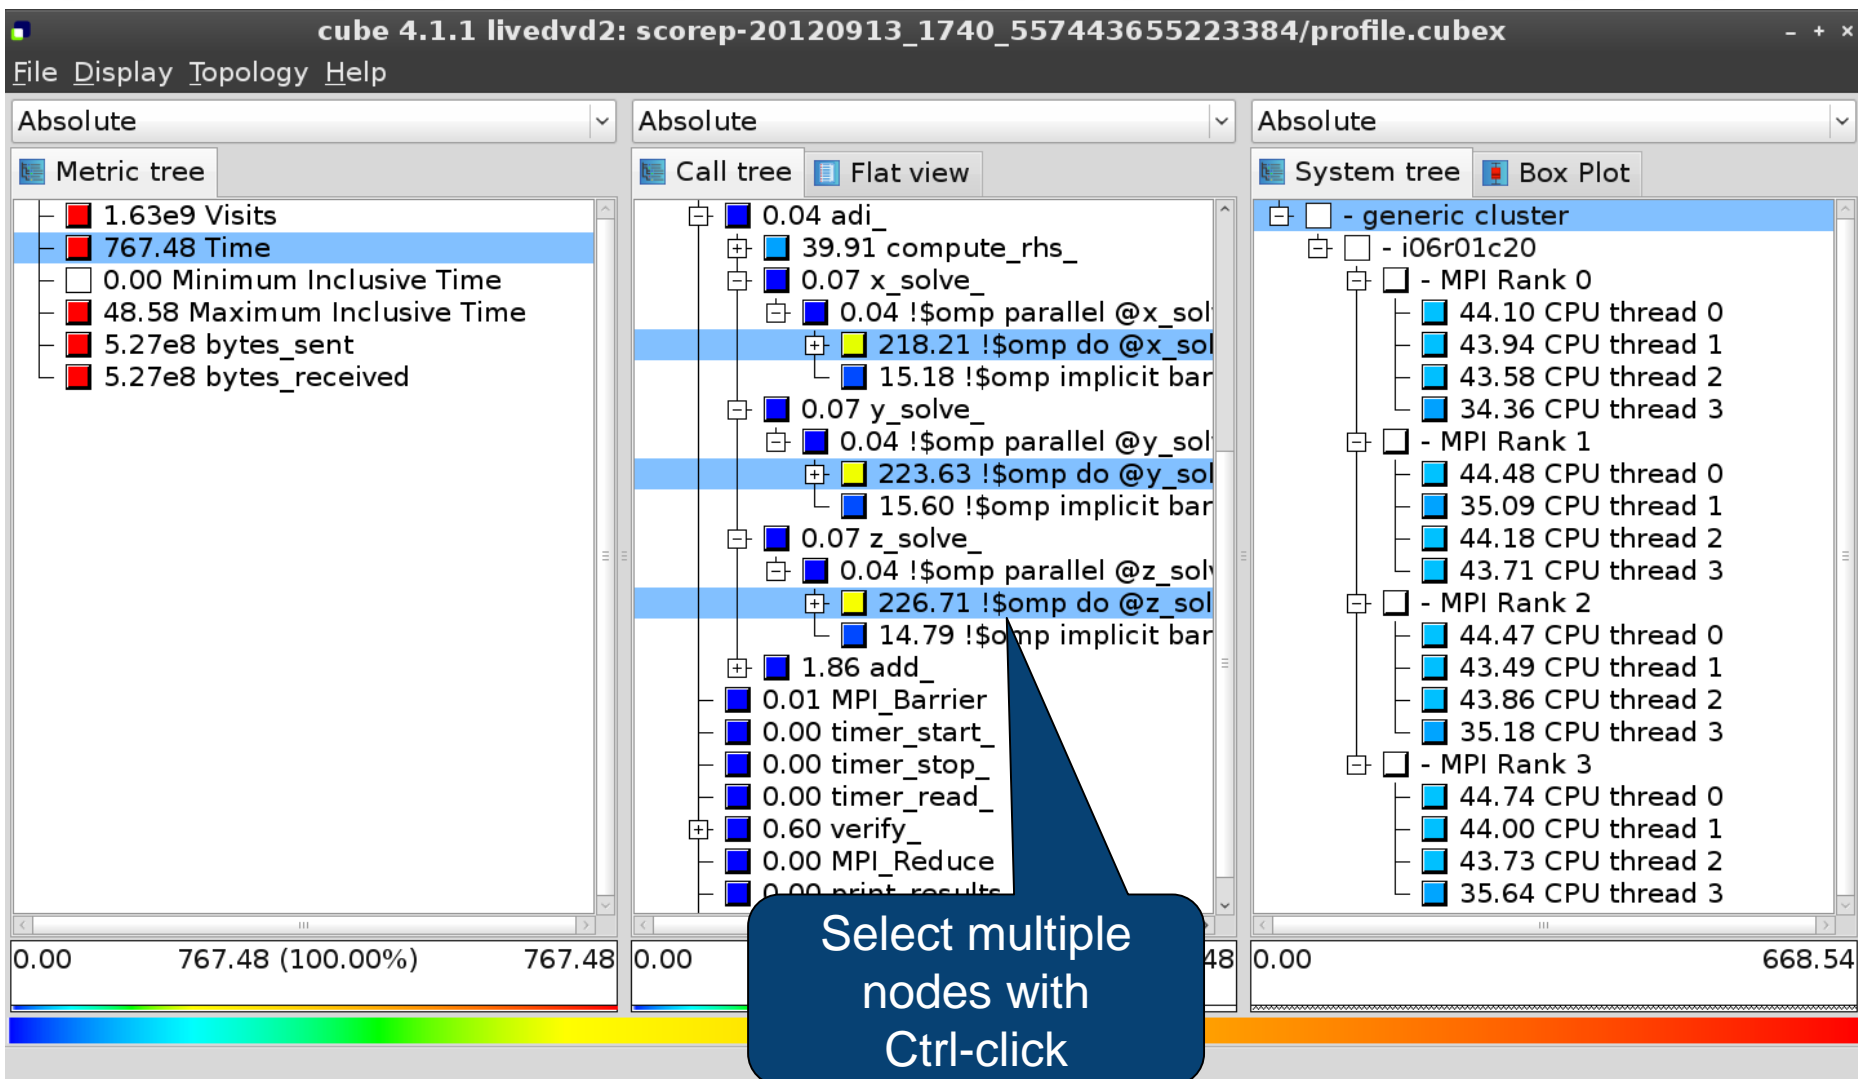 cube 4.1.1 livedvd2: scorep-20120913_1740_557443655223384/profile.cubex
File Display Topology Help
Absolute
Metric tree
1.63e9 Visits
767.48 Time
0.00 Minimum Inclusive Time
48.58 Maximum Inclusive Time
5.27e8 bytes_sent
5.27e8 bytes_received
0.00 767.48 (100.00%) 767.48
Absolute
Call tree Flat view
0.04 adi_
39.91 compute_rhs_
0.07 x_solve_
0.04 !$omp parallel @x_sol
218.21 !$omp do @x_sol
15.18 !$omp implicit bar
0.07 y_solve_
0.04 !$omp parallel @y_sol
223.63 !$omp do @y_sol
15.60 !$omp implicit bar
0.07 z_solve_
0.04 !$omp parallel @z_solv
226.71 !$omp do @z_sol
14.79 !$omp implicit bar
1.86 add_
0.01 MPI_Barrier
0.00 timer_start_
0.00 timer_stop_
0.00 timer_read_
0.60 verify_
0.00 MPI_Reduce
0.00 print_results
0.00 48
Select multiple
nodes with
Ctrl-click
Absolute
System tree Box Plot
- generic cluster
- i06r01c20
- MPI Rank 0
44.10 CPU thread 0
43.94 CPU thread 1
43.58 CPU thread 2
34.36 CPU thread 3
- MPI Rank 1
44.48 CPU thread 0
35.09 CPU thread 1
44.18 CPU thread 2
43.71 CPU thread 3
- MPI Rank 2
44.47 CPU thread 0
43.49 CPU thread 1
43.86 CPU thread 2
35.18 CPU thread 3
- MPI Rank 3
44.74 CPU thread 0
44.00 CPU thread 1
43.73 CPU thread 2
35.64 CPU thread 3
0.00 668.54